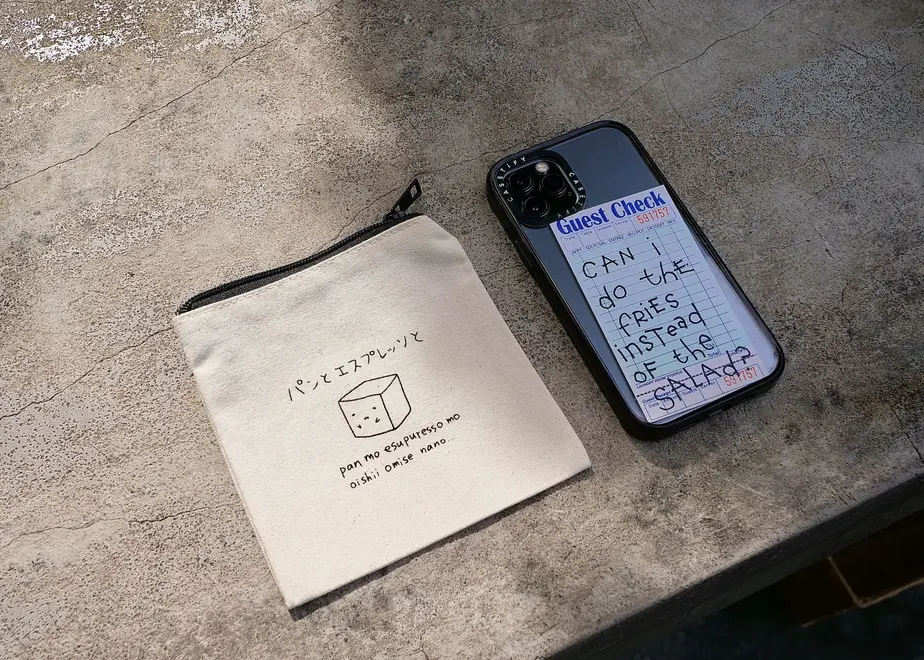 パンとエスプレッソと
pan mo esupuresso mo
oishii omise nano...
CASETiFY CASETiFY
Guest Check
591757
CAN i
do thE
fRiES
iNSTead
OF the
SALAd?
591757